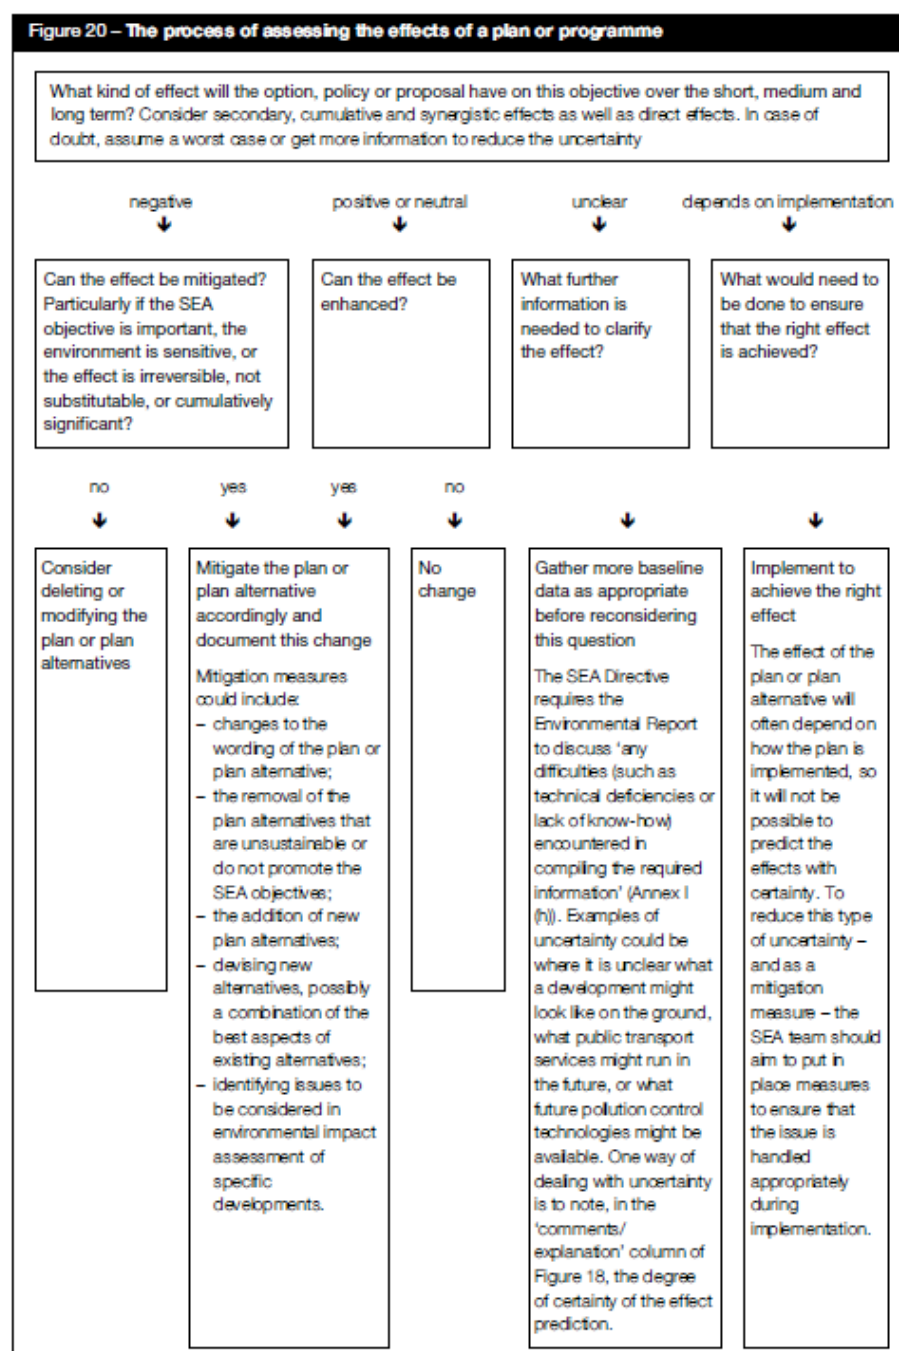 Figure 20 – The process of assessing the effects of a plan or programme
What kind of effect will the option, policy or proposal have on this objective over the short, medium and
long term? Consider secondary, cumulative and synergistic effects as well as direct effects. In case of
doubt, assume a worst case or get more information to reduce the uncertainty
negative
positive or neutral
unclear
depends on implementation
Can the effect be mitigated?
Particularly if the SEA
objective is important, the
environment is sensitive, or
the effect is irreversible, not
substitutable, or cumulatively
significant?
Can the effect be
enhanced?
What further
information is
needed to clarify
the effect?
What would need to
be done to ensure
that the right effect
is achieved?
no
yes
yes
no
Consider
deleting or
modifying the
plan or plan
alternatives
Mitigate the plan or
plan alternative
accordingly and
document this change
Mitigation measures
could include:
– changes to the
wording of the plan or
plan alternative;
– the removal of the
plan alternatives that
are unsustainable or
do not promote the
SEA objectives;
– the addition of new
plan alternatives;
– devising new
alternatives, possibly
a combination of the
best aspects of
existing alternatives;
– identifying issues to
be considered in
environmental impact
assessment of
specific
developments.
No
change
Gather more baseline
data as appropriate
before reconsidering
this question
The SEA Directive
requires the
Environmental Report
to discuss ‘any
difficulties (such as
technical deficiencies or
lack of know-how)
encountered in
compiling the required
information’ (Annex I
(h)). Examples of
uncertainty could be
where it is unclear what
a development might
look like on the ground,
what public transport
services might run in
the future, or what
future pollution control
technologies might be
available. One way of
dealing with uncertainty
is to note, in the
‘comments/
explanation’ column of
Figure 18, the degree
of certainty of the effect
prediction.
Implement to
achieve the right
effect
The effect of the
plan or plan
alternative will
often depend on
how the plan is
implemented, so
it will not be
possible to
predict the
effects with
certainty. To
reduce this type
of uncertainty –
and as a
mitigation
measure – the
SEA team should
aim to put in
place measures
to ensure that
the issue is
handled
appropriately
during
implementation.